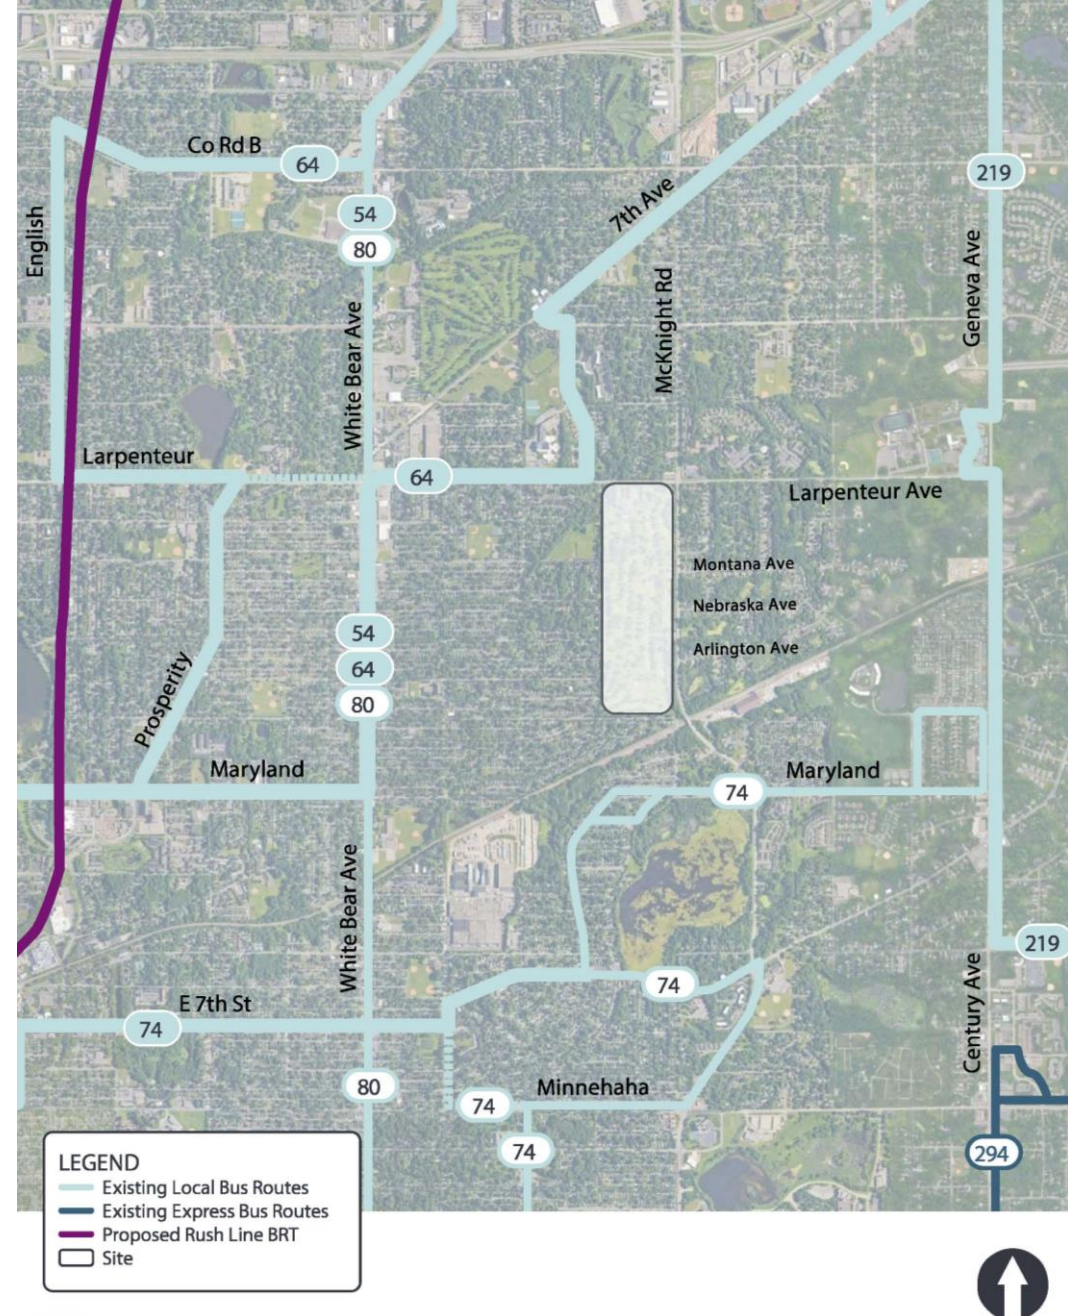 Co Rd B
64
219
54
80
7th Ave
English
Geneva Ave
McKnight Rd
White Bear Ave
Larpenteur
64
Larpenteur Ave
Montana Ave
Nebraska Ave
Arlington Ave
54
64
80
Prosperity
Maryland
Maryland
74
White Bear Ave
219
74
E 7th St
74
Century Ave
80
Minnehaha
74
74
294
LEGEND
Existing Local Bus Routes
Existing Express Bus Routes
Proposed Rush Line BRT
Site